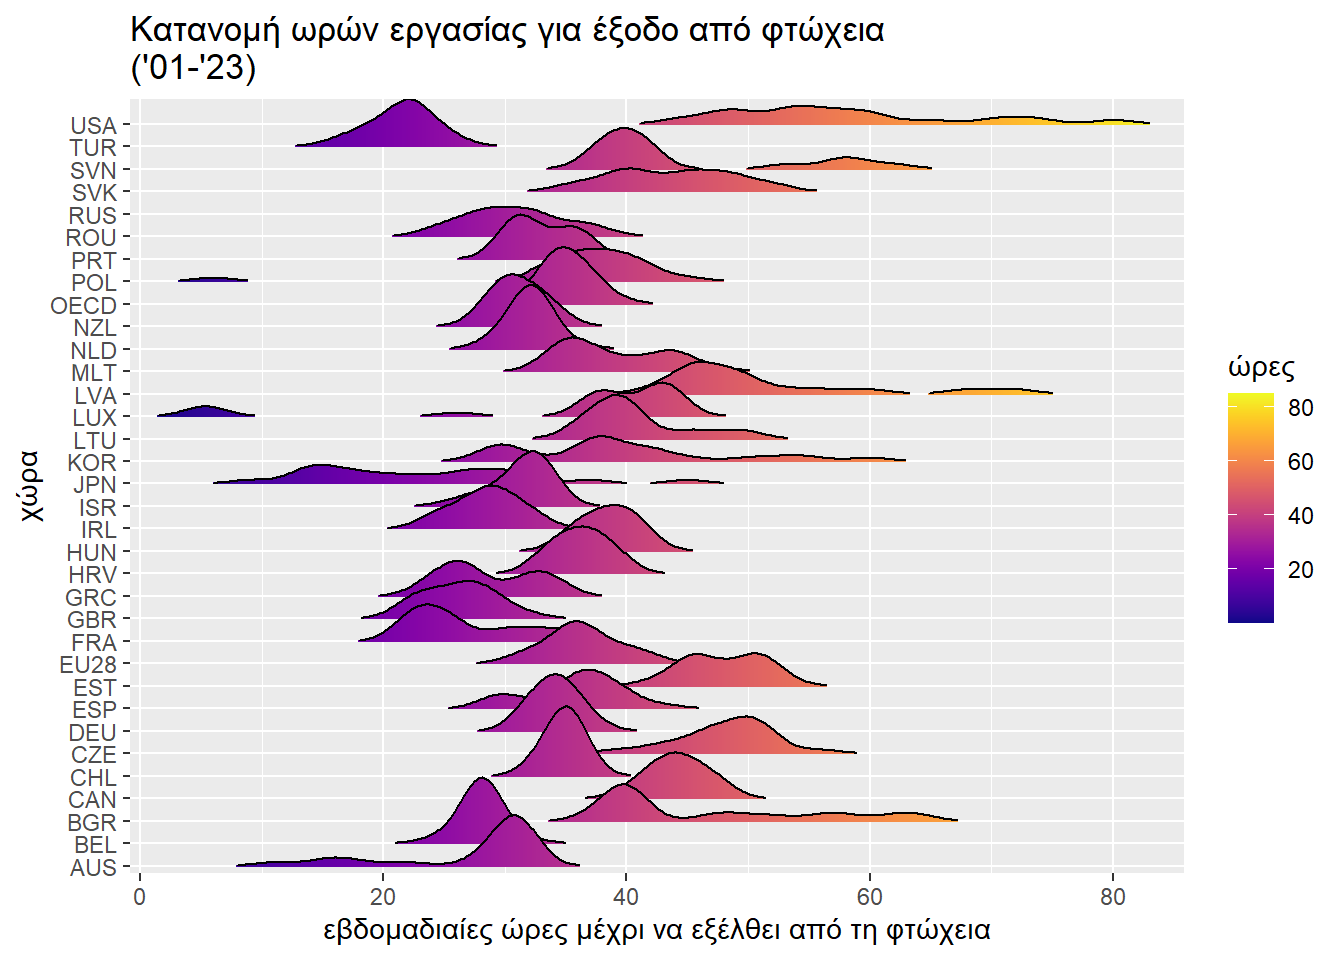 Κατανομή ωρών εργασίας για έξοδο από φτώχεια
('01-'23)
USA
TUR
SVN
SVK
RUS
ROU
PRT
POL
OECD
NZL
NLD
MLT
LVA
LUX
LTU
KOR
JPN
ISR
IRL
HUN
HRV
GRC
GBR
FRA
EU28
EST
ESP
DEU
CZE
CHL
CAN
BGR
BEL
AUS
χώρα
0 20 40 60 80
εβδομαδιαίες ώρες μέχρι να εξέλθει από τη φτώχεια
ώρες
80
60
40
20